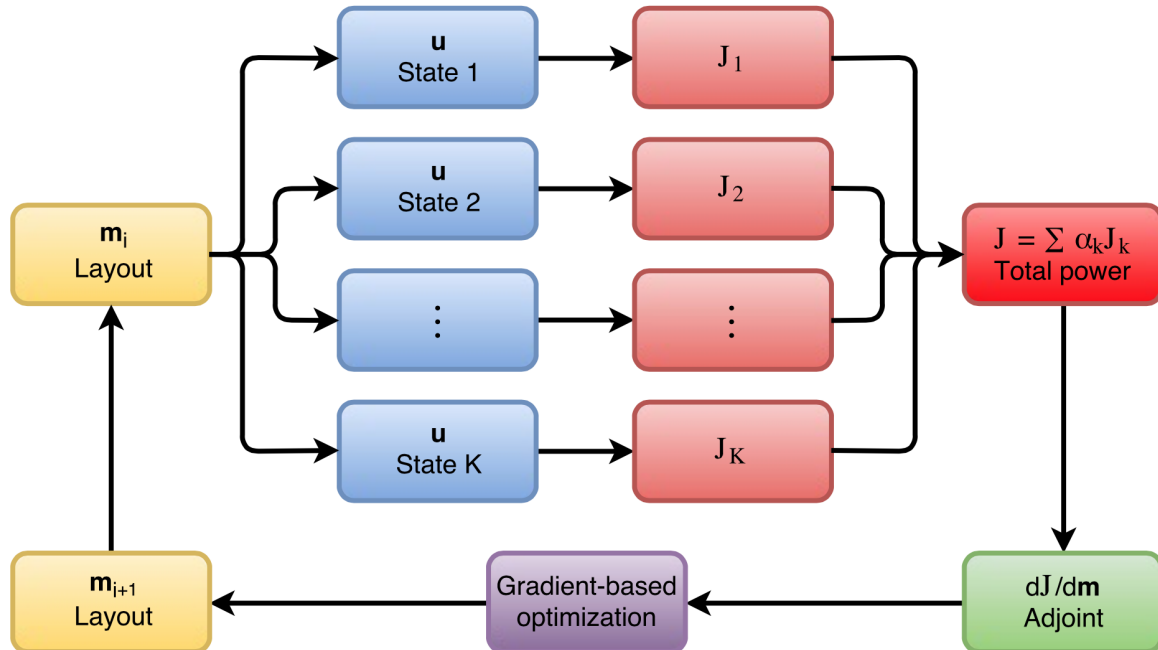 u
State 1
J₁
u
State 2
J₂
mᵢ
Layout
J = ∑ αₖJₖ
Total power
⋮
⋮
u
State K
J_K
mᵢ₊₁
Layout
Gradient-based
optimization
dJ/dm
Adjoint